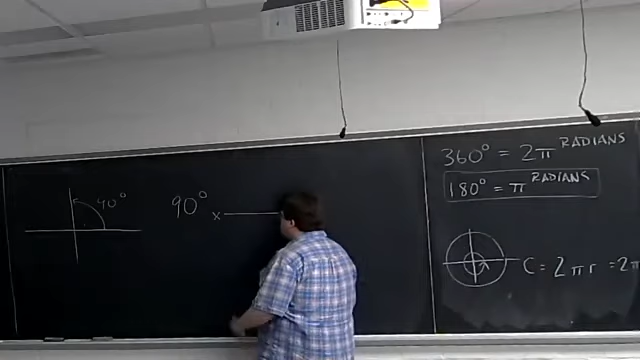 90°
90° x
360° = 2π RADIANS
180° = π RADIANS
C = 2πr = 2π